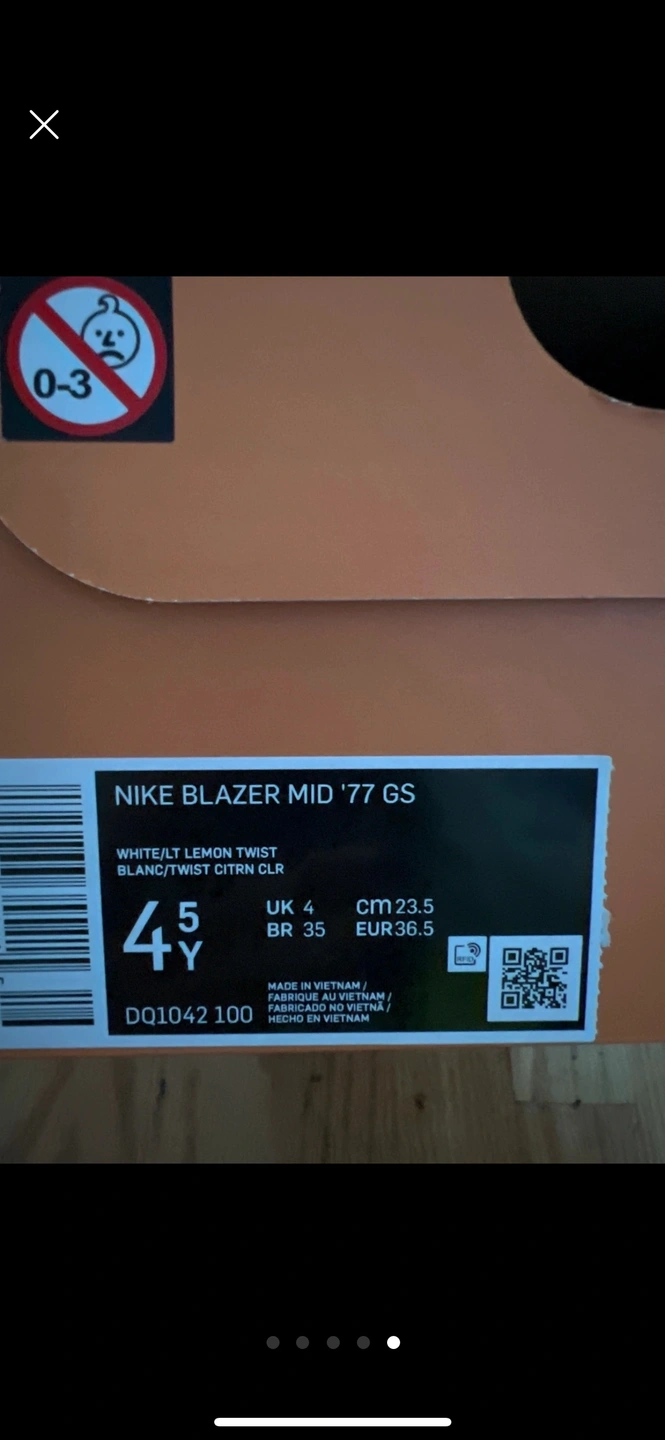 0-3
NIKE BLAZER MID '77 GS
WHITE/LT LEMON TWIST
BLANC/TWIST CITRN CLR
4 5 Y
UK 4 cm 23.5
BR 35 EUR 36.5
RFID
MADE IN VIETNAM /
FABRIQUE AU VIETNAM /
FABRICADO NO VIETNÃ /
HECHO EN VIETNAM
DQ1042 100